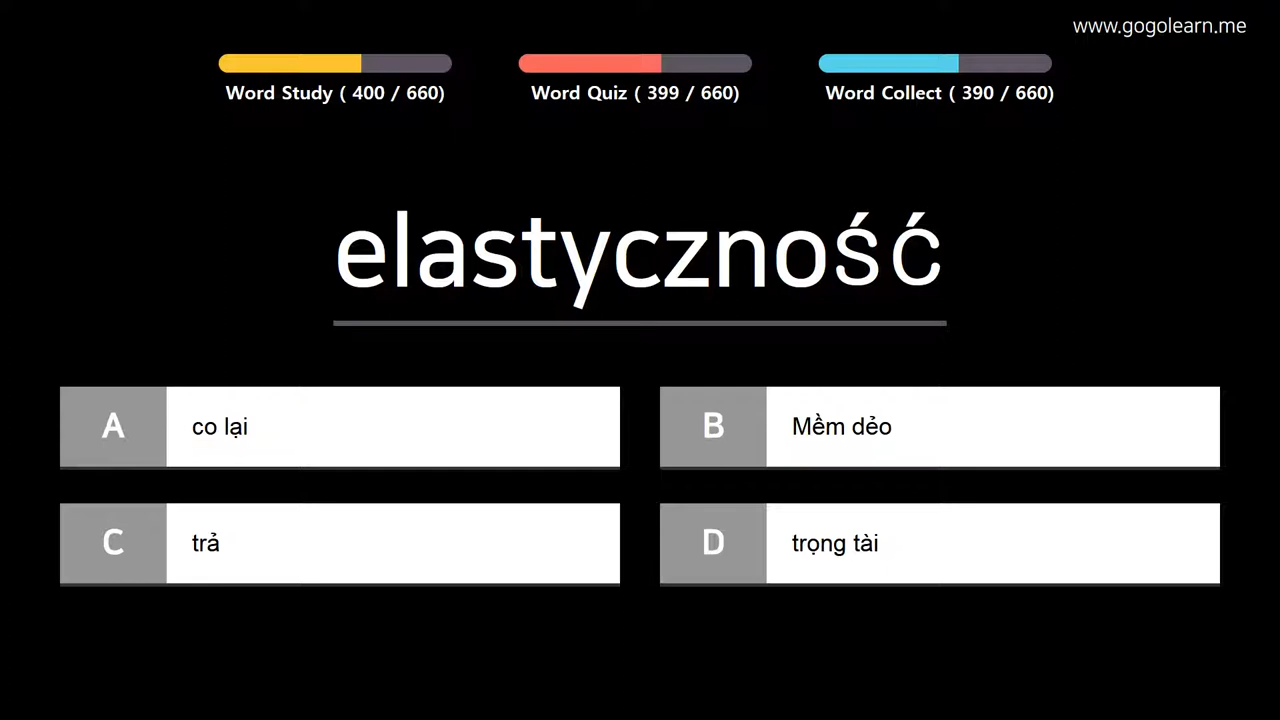 www.gogolearn.me
Word Study ( 400 / 660)
Word Quiz ( 399 / 660)
Word Collect ( 390 / 660)
elastyczność
A
co lại
B
Mềm dẻo
C
trả
D
trọng tài